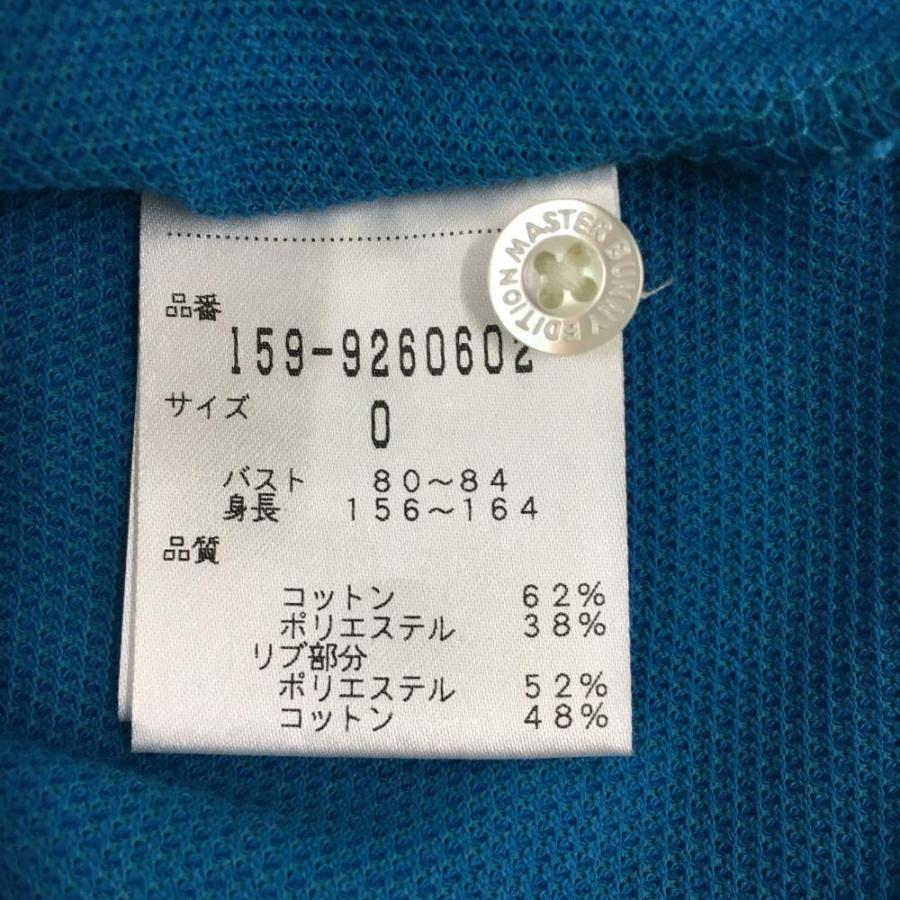 MASTER BUNNY EDITION
品番
159-9260602
サイズ
0
バスト 80～84
身長 156～164
品質
コットン 62%
ポリエステル 38%
リブ部分
ポリエステル 52%
コットン 48%